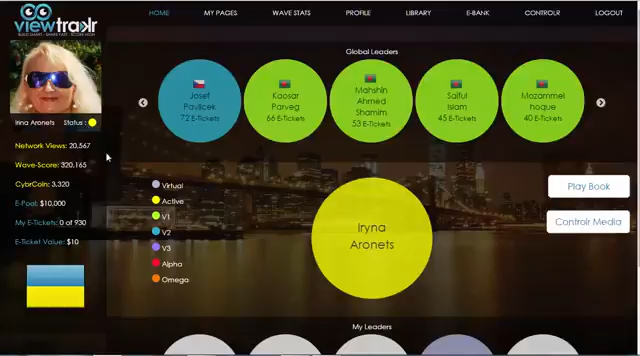 HOME MY PAGES WAVE STATS PROFILE LIBRARY E-BANK CONTROLR LOGOUT
viewtrakr
BUILD SMART - SHARE FAST - SCORE HIGH
Irina Aronets Status :
Network Views: 20,567
Wave-Score: 320,165
CybrCoin: 3,320
E-Pool: $10,000
My E-Tickets: 0 of 930
E-Ticket Value: $10
Global Leaders
Josef
Pavlicek
72 E-Tickets
Kaosar
Parveg
66 E-Tickets
Mahshin
Ahmed
Shamim
53 E-Tickets
Saiful
Islam
45 E-Tickets
Mozammel
hoque
40 E-Tickets
Virtual
Active
V1
V2
V3
Alpha
Omega
Iryna
Aronets
Play Book
Controlr Media
My Leaders